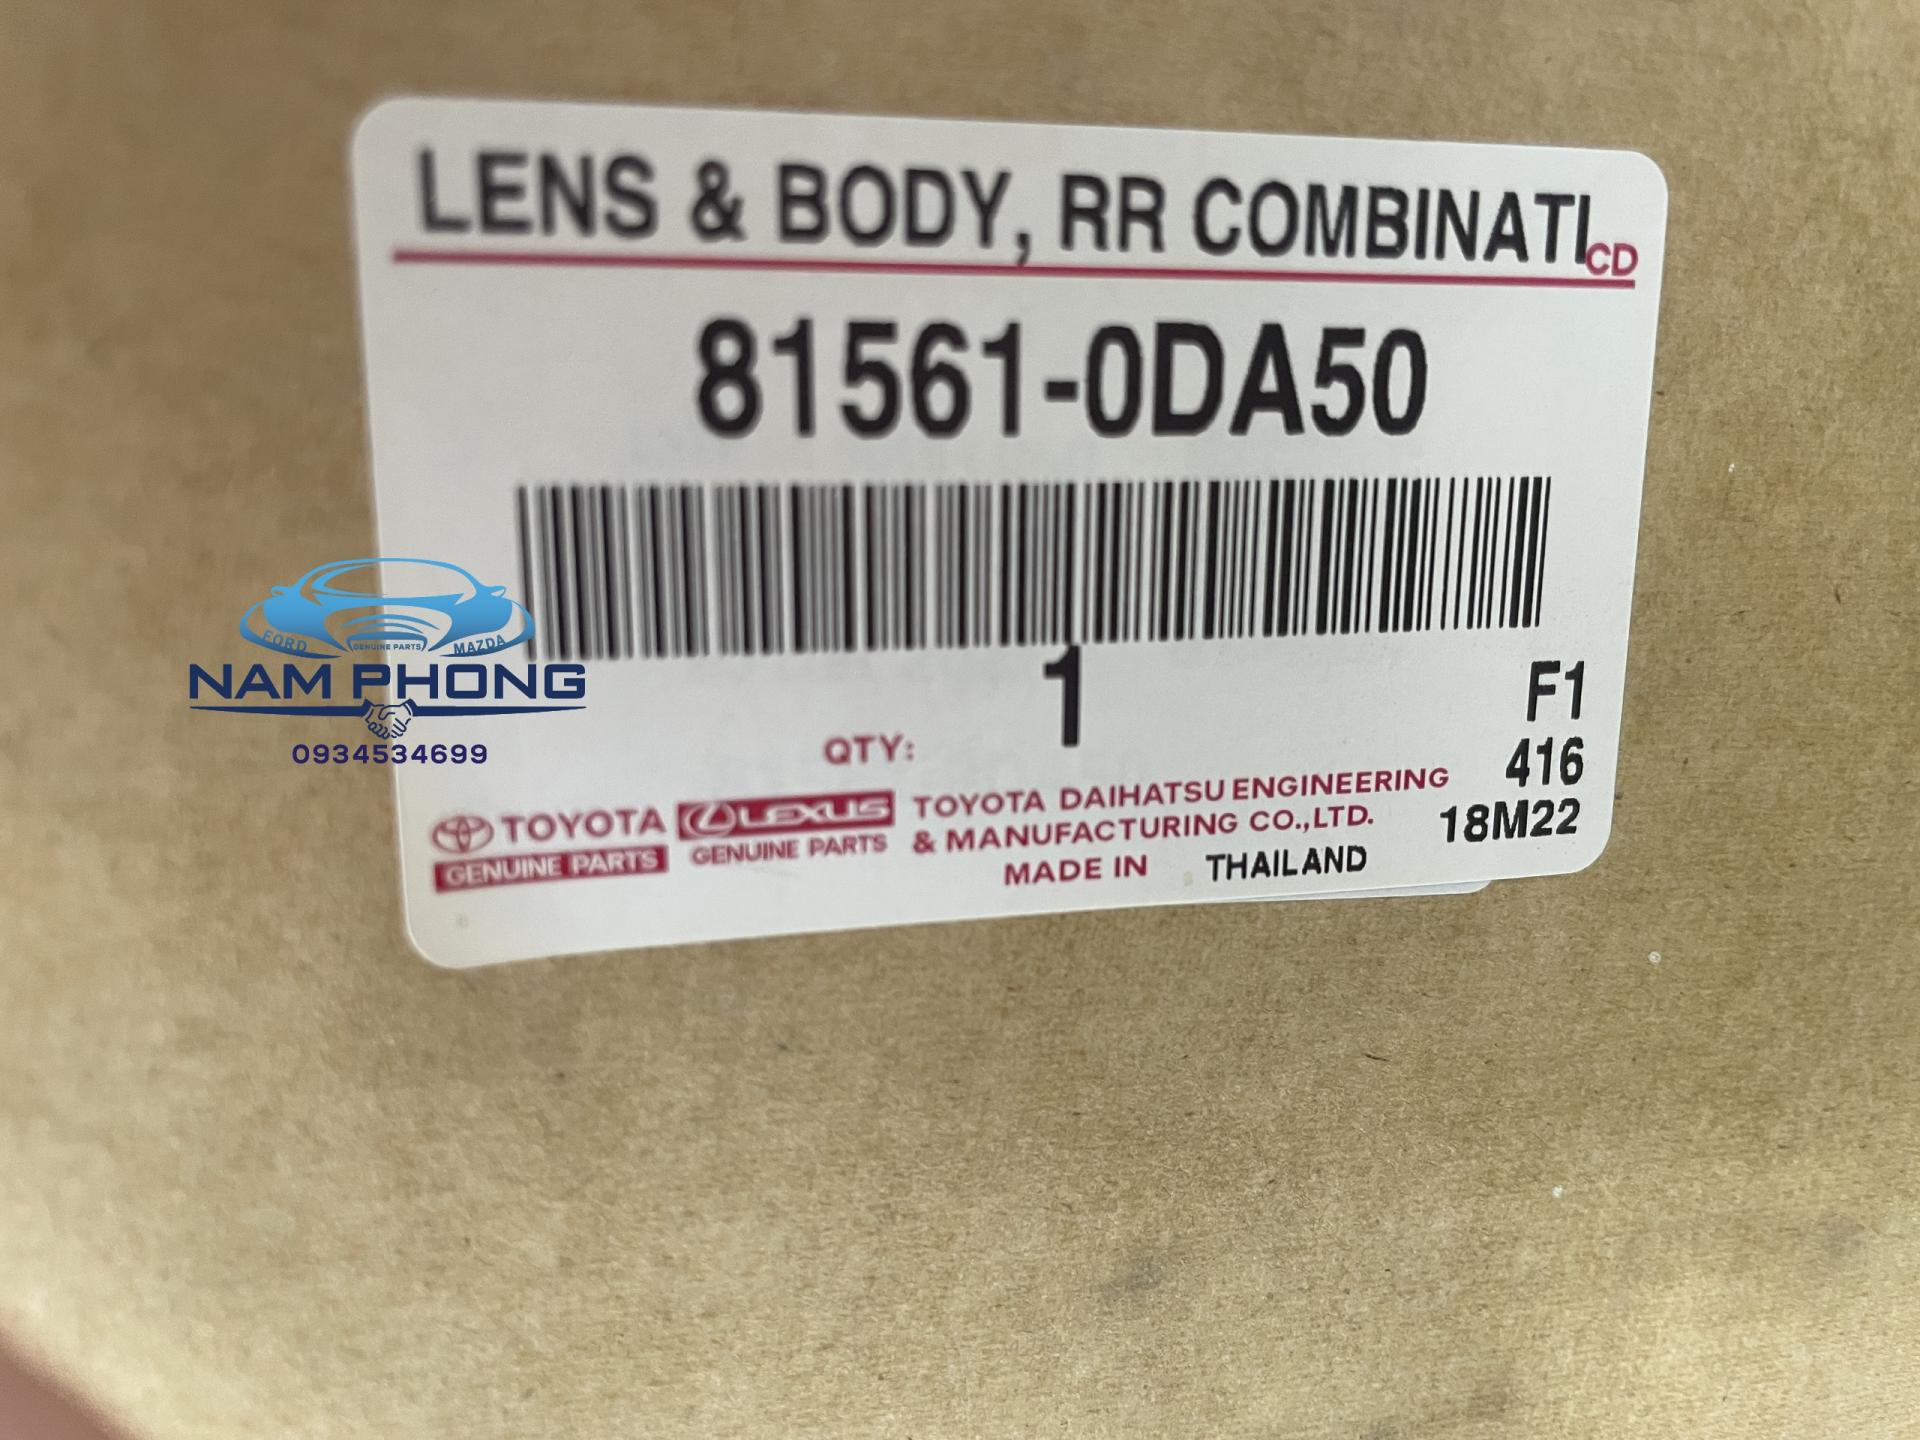 LENS & BODY, RR COMBINATI
CD
81561-0DA50
1
QTY:
F1
416
18M22
TOYOTA
GENUINE PARTS
LEXUS
GENUINE PARTS
TOYOTA DAIHATSU ENGINEERING
& MANUFACTURING CO.,LTD.
MADE IN THAILAND
FORD
GENUINE PARTS
MAZDA
NAM PHONG
0934534699